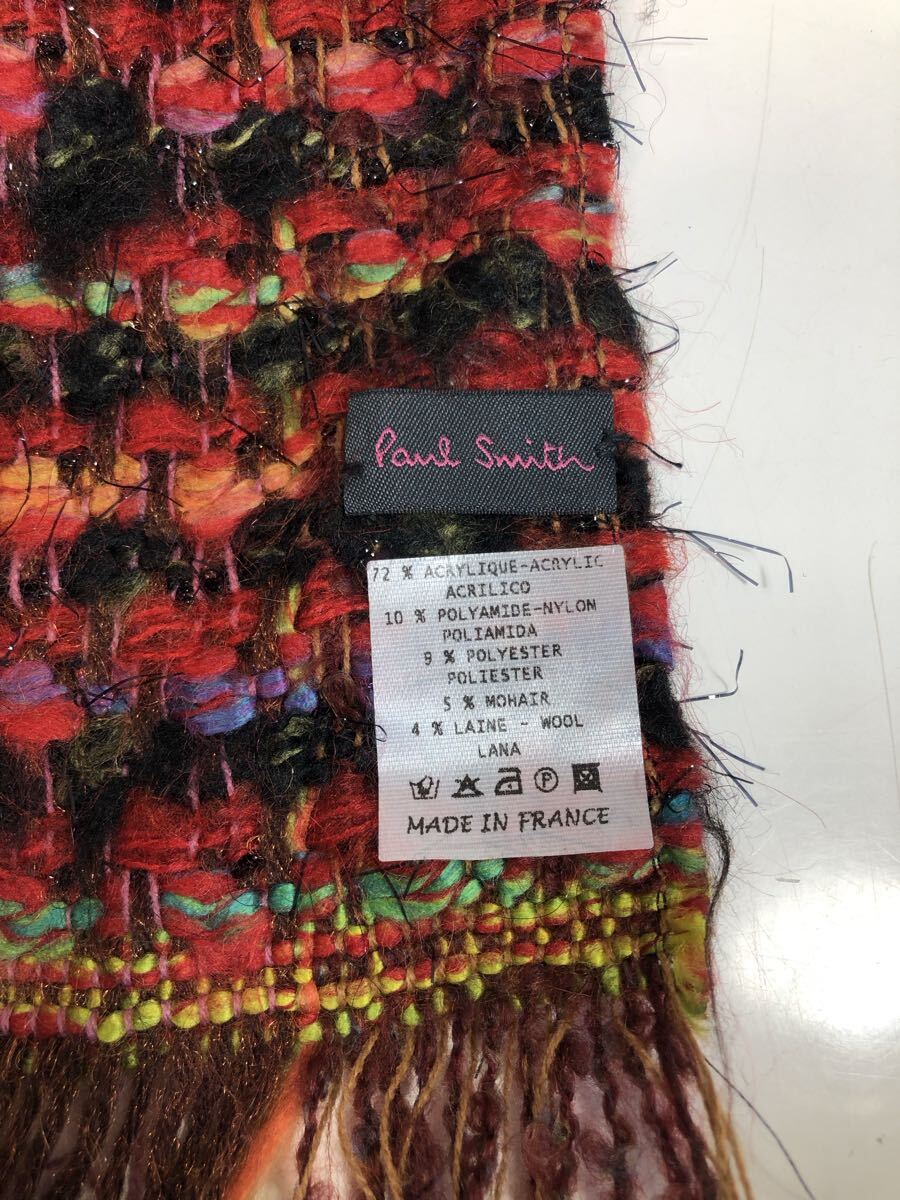 Paul Smith
72 % ACRYLIQUE-ACRYLIC
ACRILICO
10 % POLYAMIDE-NYLON
POLIAMIDA
9 % POLYESTER
POLIESTER
5 % MOHAIR
4 % LAINE - WOOL
LANA
P
MADE IN FRANCE